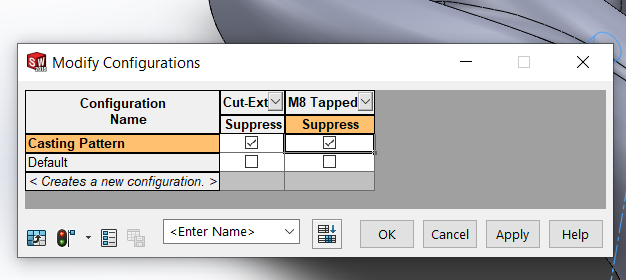 SW
Modify Configurations
Configuration Name
Cut-Ext
M8 Tapped
Suppress
Suppress
Casting Pattern
Default
< Creates a new configuration. >
<Enter Name>
OK
Cancel
Apply
Help